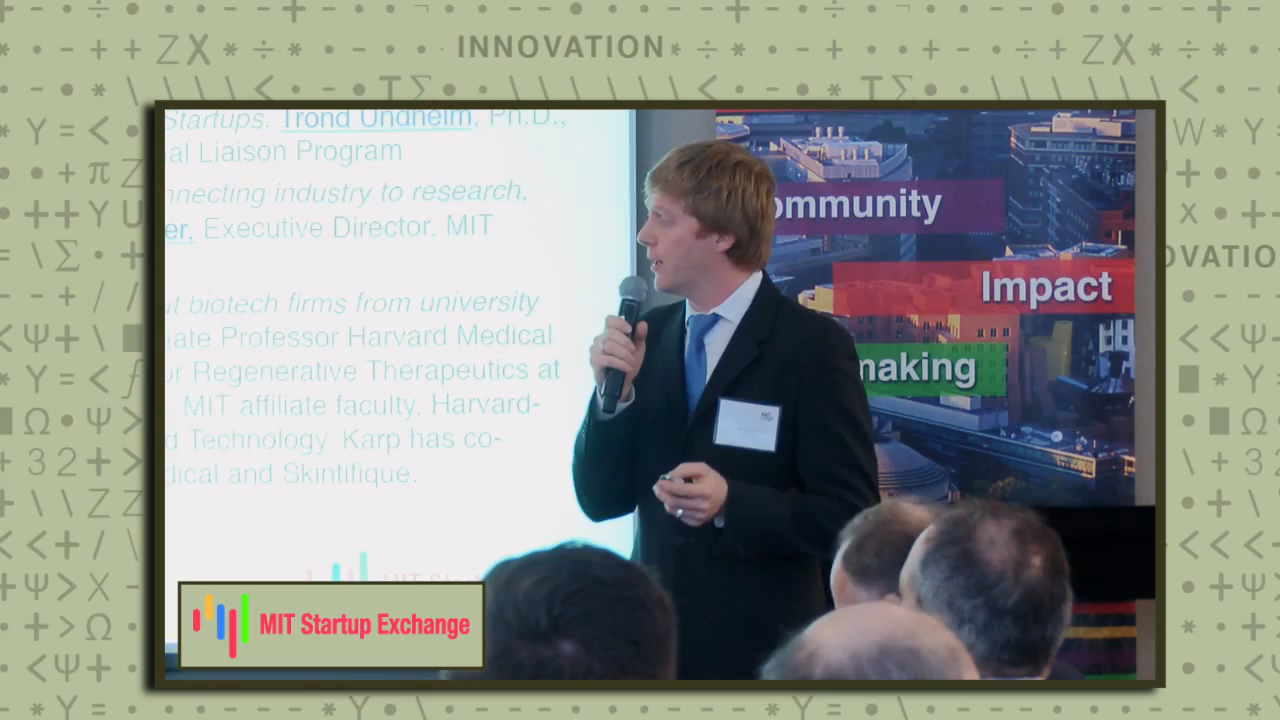 INNOVATION
Startups. Trond Undheim, Ph.D.,
al Liaison Program
nnecting industry to research,
er, Executive Director, MIT
ut biotech firms from university
iate Professor Harvard Medical
or Regenerative Therapeutics at
, MIT affiliate faculty. Harvard-
d Technology. Karp has co-
dical and Skintifique.
MIT Startup Exchange
ommunity
Impact
making
OVATIO